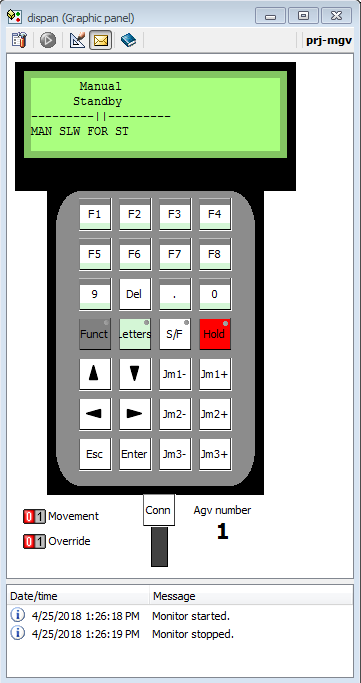 dispan (Graphic panel)
prj-mgv
Manual
Standby
---------||---------
MAN SLW FOR ST
F1 F2 F3 F4
F5 F6 F7 F8
9 Del . 0
Funct Letters S/F Hold
Jm1- Jm1+
Jm2- Jm2+
Esc Enter Jm3- Jm3+
Conn
0 1 Movement
0 1 Override
Agv number
1
Date/time Message
4/25/2018 1:26:18 PM Monitor started.
4/25/2018 1:26:19 PM Monitor stopped.